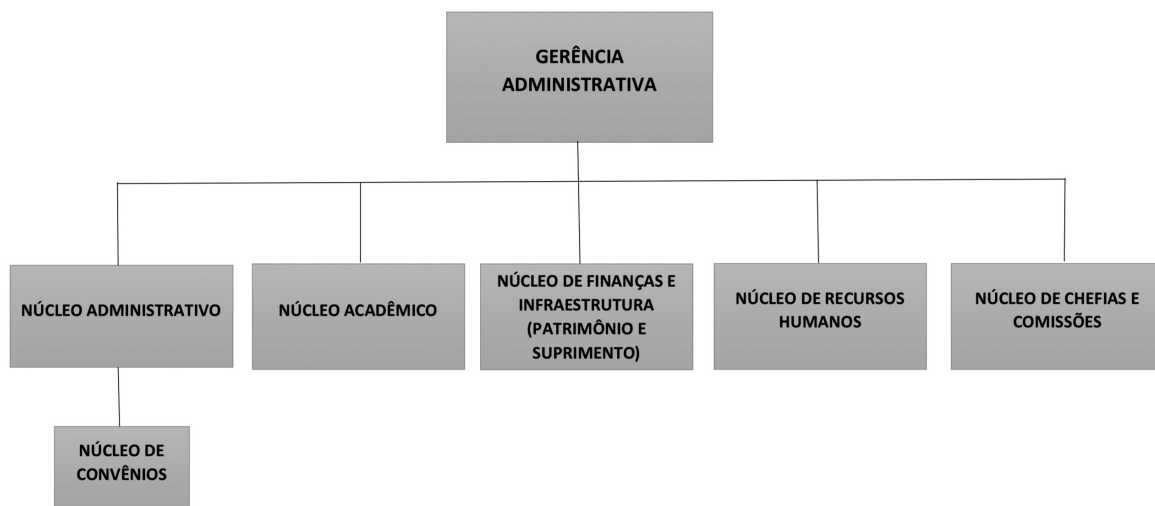 GERÊNCIA
ADMINISTRATIVA
NÚCLEO ADMINISTRATIVO
NÚCLEO ACADÊMICO
NÚCLEO DE FINANÇAS E
INFRAESTRUTURA
(PATRIMÔNIO E
SUPRIMENTO)
NÚCLEO DE RECURSOS
HUMANOS
NÚCLEO DE CHEFIAS E
COMISSÕES
NÚCLEO DE
CONVÊNIOS